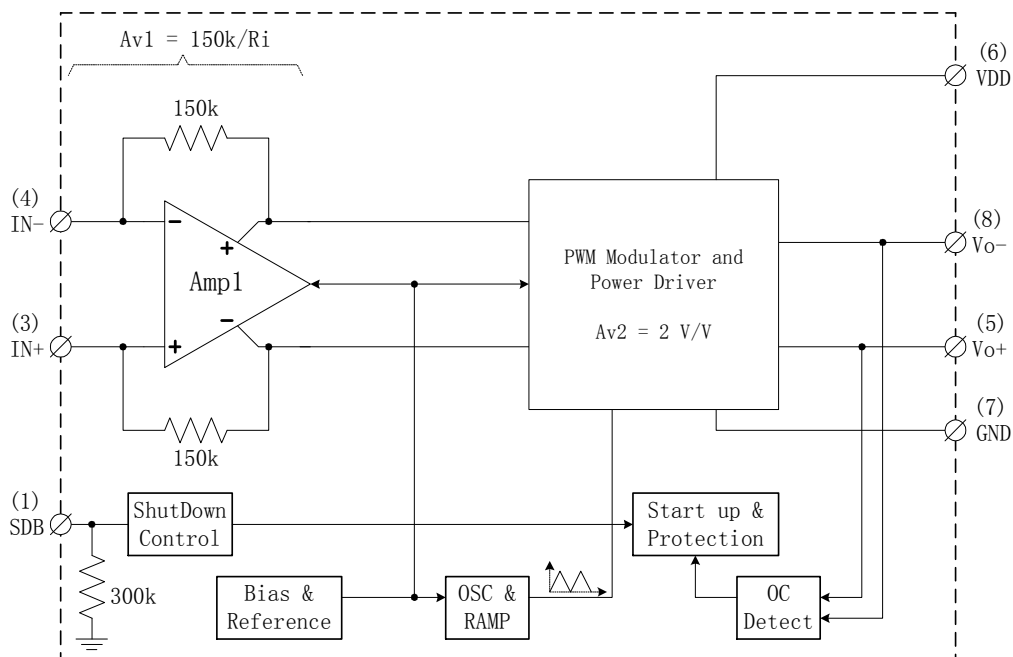 Av1 = 150k/Ri
(6)
VDD
150k
(4)
IN-
-
+
Amp1
PWM Modulator and
Power Driver
Av2 = 2 V/V
(8)
Vo-
(3)
IN+
-
+
(5)
Vo+
(7)
GND
150k
(1)
SDB
ShutDown
Control
Start up &
Protection
300k
Bias &
Reference
OSC &
RAMP
OC
Detect